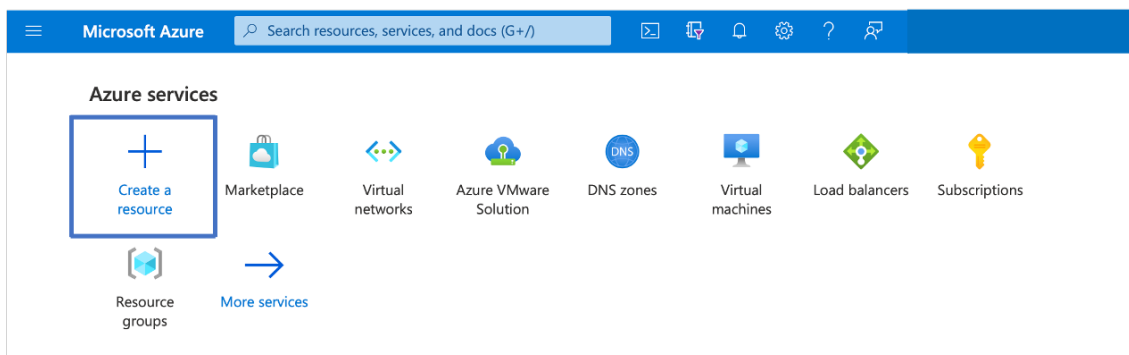 Microsoft Azure
Search resources, services, and docs (G+/)
Azure services
Create a
resource
Marketplace
Virtual
networks
Azure VMware
Solution
DNS
DNS zones
Virtual
machines
Load balancers
Subscriptions
Resource
groups
More services